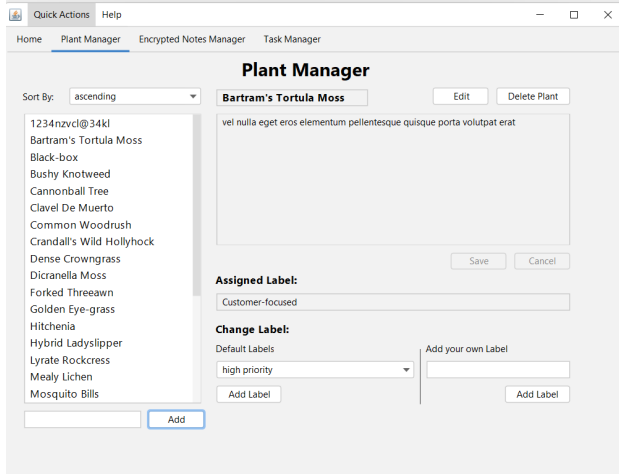 Quick Actions Help
Home Plant Manager Encrypted Notes Manager Task Manager
Plant Manager
Sort By: ascending
Bartram's Tortula Moss Edit Delete Plant
1234nzvcl@34kl
Bartram's Tortula Moss
Black-box
Bushy Knotweed
Cannonball Tree
Clavel De Muerto
Common Woodrush
Crandall's Wild Hollyhock
Dense Crowngrass
Dicranella Moss
Forked Threeawn
Golden Eye-grass
Hitchenia
Hybrid Ladyslipper
Lyrate Rockcress
Mealy Lichen
Mosquito Bills
Add
vel nulla eget eros elementum pellentesque quisque porta volutpat erat
Save Cancel
Assigned Label:
Customer-focused
Change Label:
Default Labels
high priority
Add Label
Add your own Label
Add Label